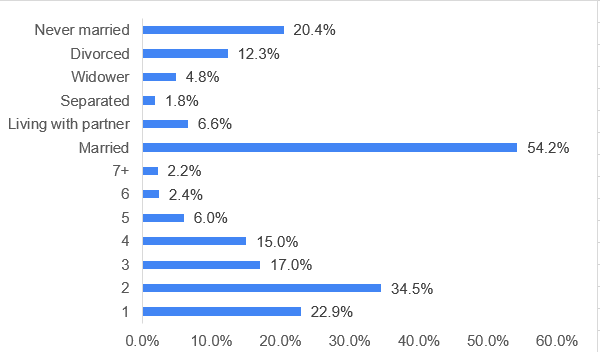 Never married 20.4%
Divorced 12.3%
Widower 4.8%
Separated 1.8%
Living with partner 6.6%
Married 54.2%
7+ 2.2%
6 2.4%
5 6.0%
4 15.0%
3 17.0%
2 34.5%
1 22.9%
0.0% 10.0% 20.0% 30.0% 40.0% 50.0% 60.0%